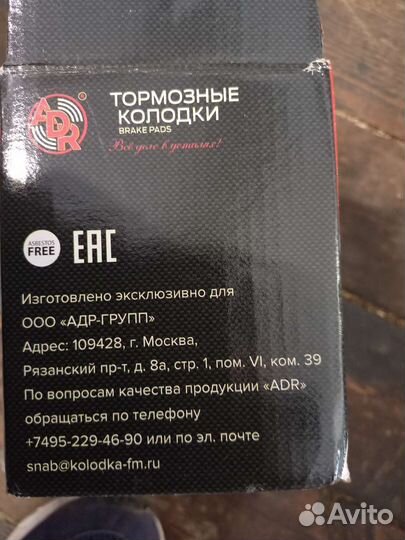 ADR®
ТОРМОЗНЫЕ
КОЛОДКИ
BRAKE PADS
Всё дело в деталях!
ASBESTOS
FREE
EAC
Изготовлено эксклюзивно для
ООО «АДР-ГРУПП»
Адрес: 109428, г. Москва,
Рязанский пр-т, д. 8а, стр. 1, пом. VI, ком. 39
По вопросам качества продукции «ADR»
обращаться по телефону
+7495-229-46-90 или по эл. почте
snab@kolodka-fm.ru
Avito